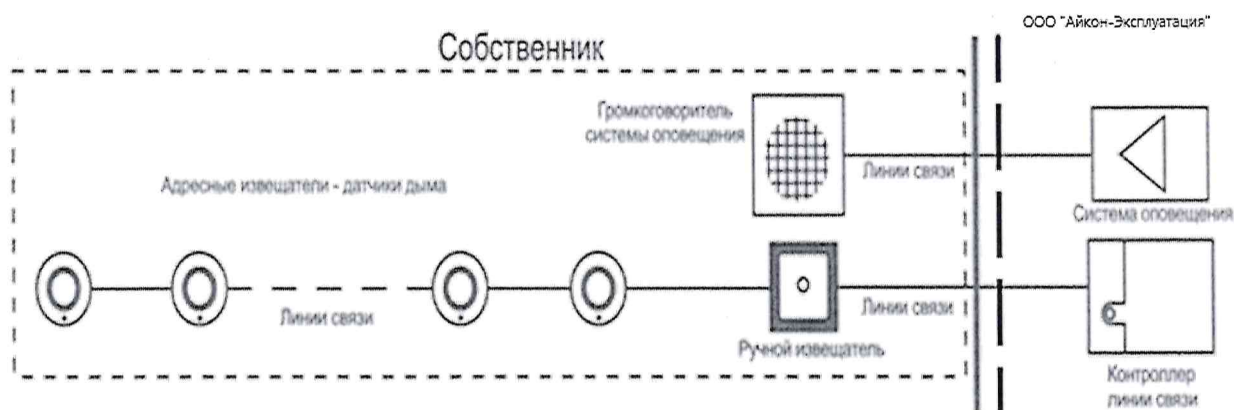 ООО "Айкон-Эксплуатация"
Собственник
Громкоговоритель
системы оповещения
Линии связи
Адресные извещатели - датчики дыма
Система оповещения
Линии связи
Линии связи
Ручной извещатель
Контроллер
линии связи